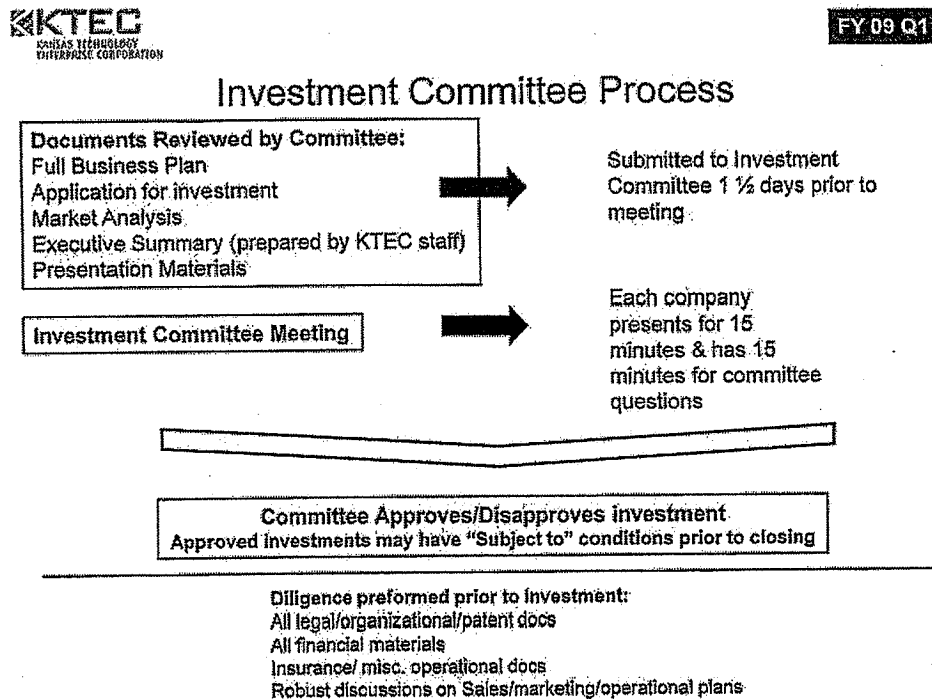 KTEC
KANSAS TECHNOLOGY
ENTERPRISE CORPORATION
FY 09 Q1
Investment Committee Process
Documents Reviewed by Committee:
Full Business Plan
Application for investment
Market Analysis
Executive Summary (prepared by KTEC staff)
Presentation Materials
Submitted to Investment
Committee 1 ½ days prior to
meeting
Investment Committee Meeting
Each company
presents for 15
minutes & has 15
minutes for committee
questions
Committee Approves/Disapproves investment
Approved investments may have "Subject to" conditions prior to closing
Diligence preformed prior to investment:
All legal/organizational/patent docs
All financial materials
Insurance/ misc. operational docs
Robust discussions on Sales/marketing/operational plans